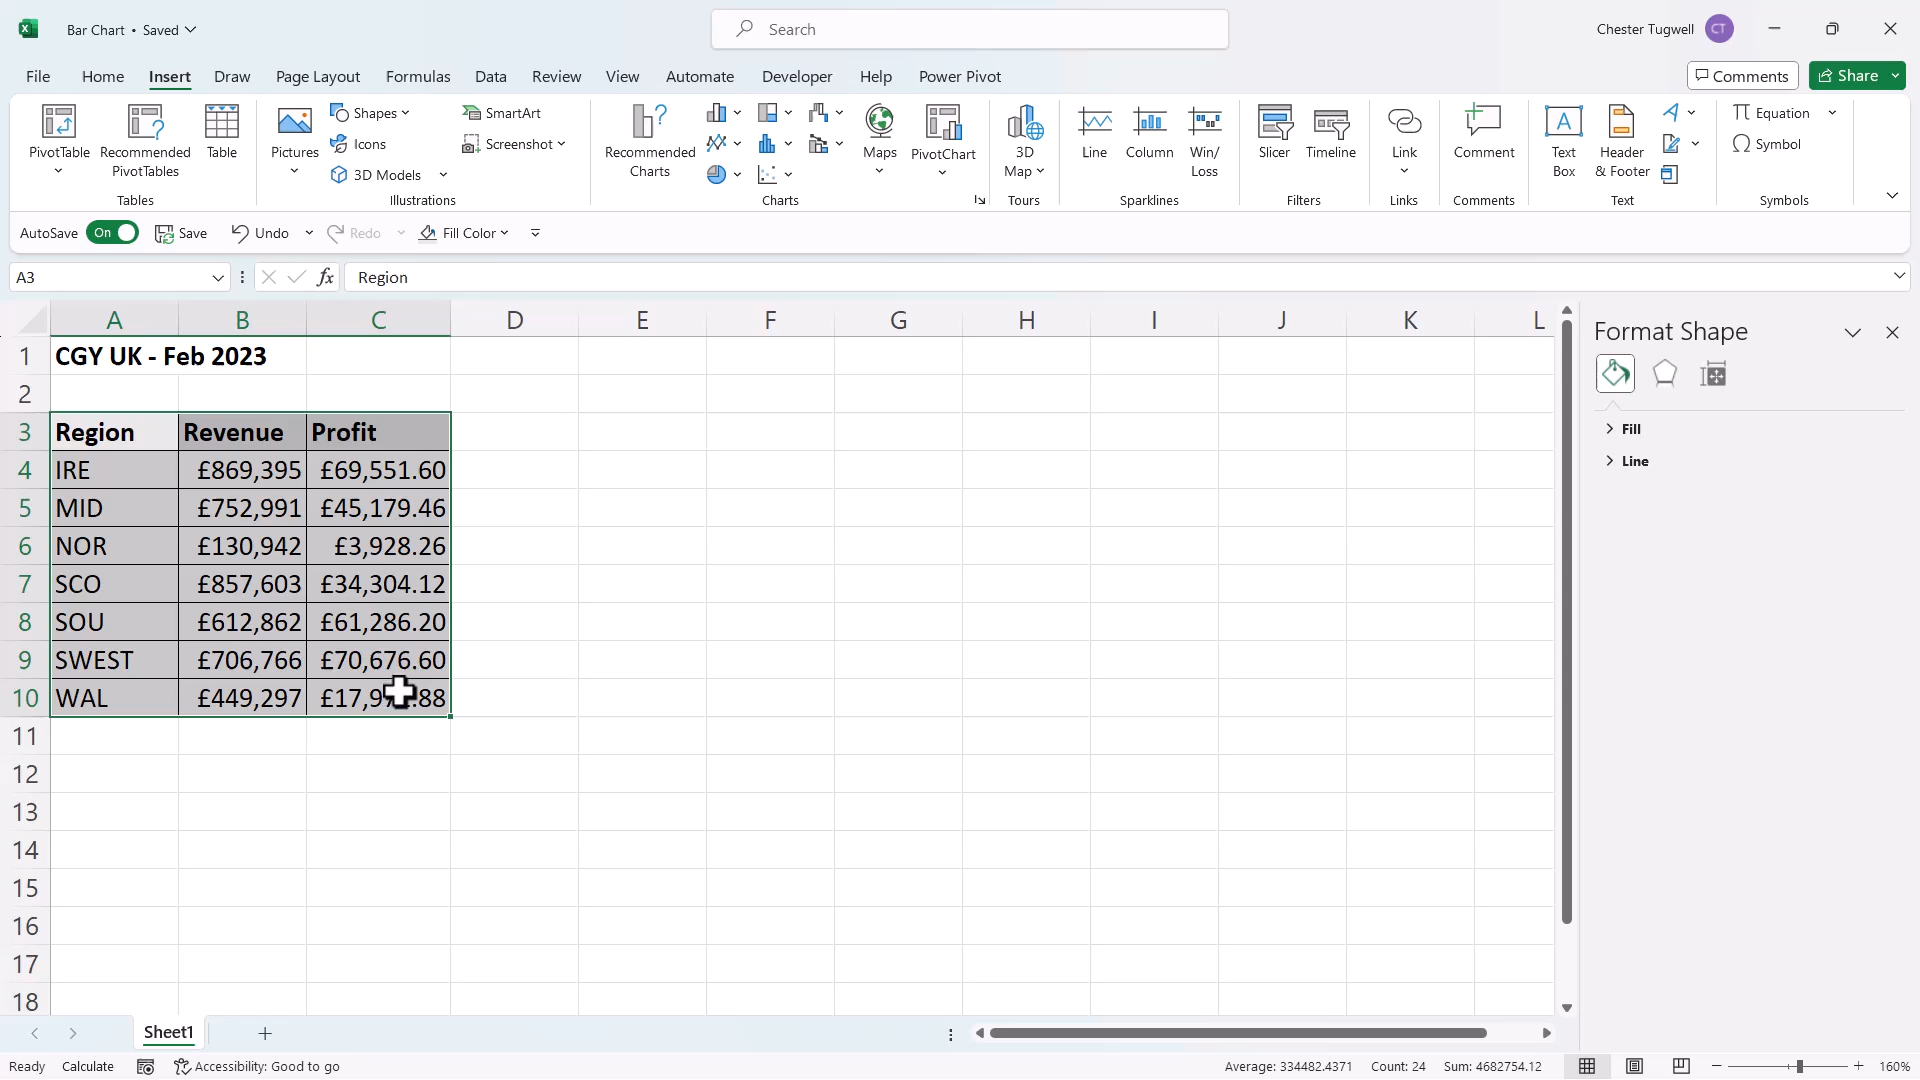 Bar Chart • Saved
Search
Chester Tugwell
CT
File Home Insert Draw Page Layout Formulas Data Review View Automate Developer Help Power Pivot
Comments
Share
PivotTable
Recommended PivotTables
Table
Tables
Pictures
Shapes
Icons
3D Models
SmartArt
Screenshot
Illustrations
Recommended Charts
Maps
PivotChart
Charts
3D Map
Tours
Line
Column
Win/Loss
Sparklines
Slicer
Timeline
Filters
Link
Links
Comment
Comments
Text Box
Header & Footer
Text
Equation
Symbol
Symbols
AutoSave On Save Undo Redo Fill Color
A3 fx Region
A B C D E F G H I J K L
1 CGY UK - Feb 2023
2
3 Region Revenue Profit
4 IRE £869,395 £69,551.60
5 MID £752,991 £45,179.46
6 NOR £130,942 £3,928.26
7 SCO £857,603 £34,304.12
8 SOU £612,862 £61,286.20
9 SWEST £706,766 £70,676.60
10 WAL £449,297
11
12
13
14
15
16
17
18
Format Shape
Fill
Line
Sheet1
Ready Calculate Accessibility: Good to go Average: 334482.4371 Count: 24 Sum: 4682754.12 160%